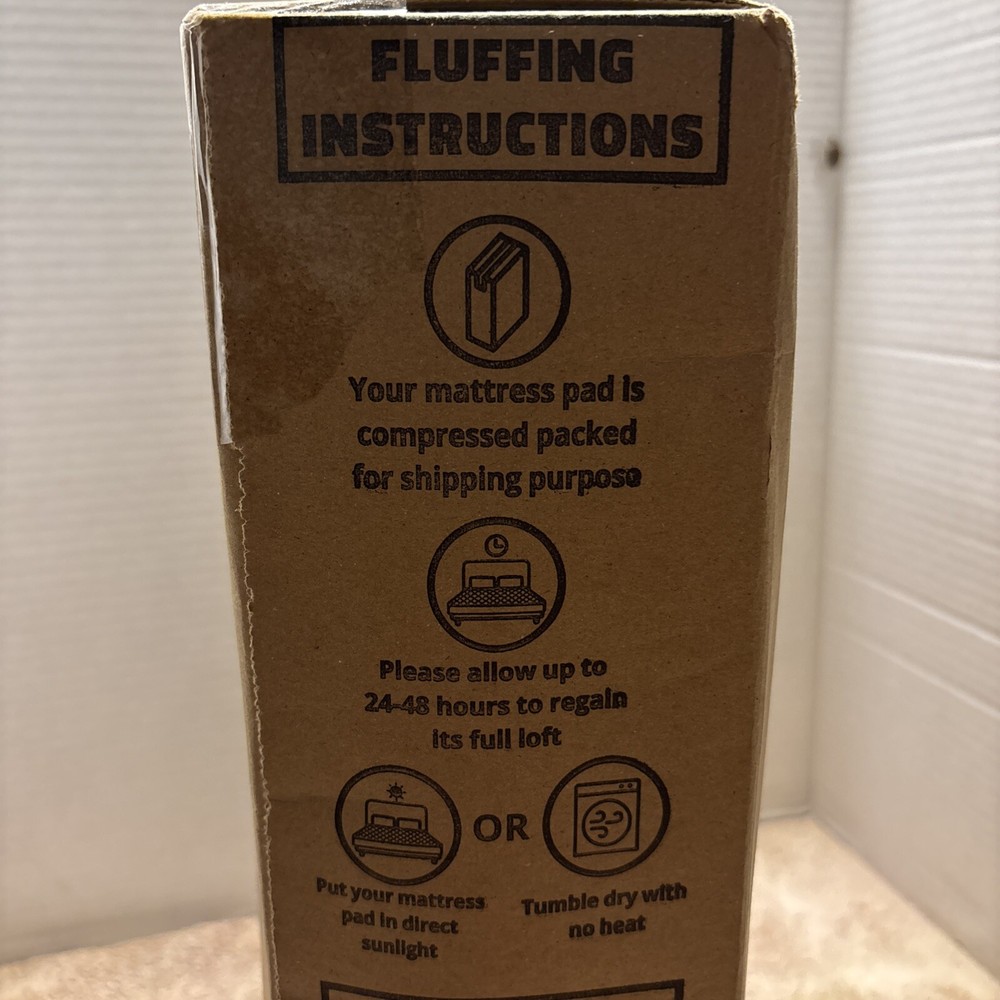 FLUFFING
INSTRUCTIONS
Your mattress pad is
compressed packed
for shipping purpose
Please allow up to
24-48 hours to regain
its full loft
OR
Put your mattress
pad in direct
sunlight
Tumble dry with
no heat